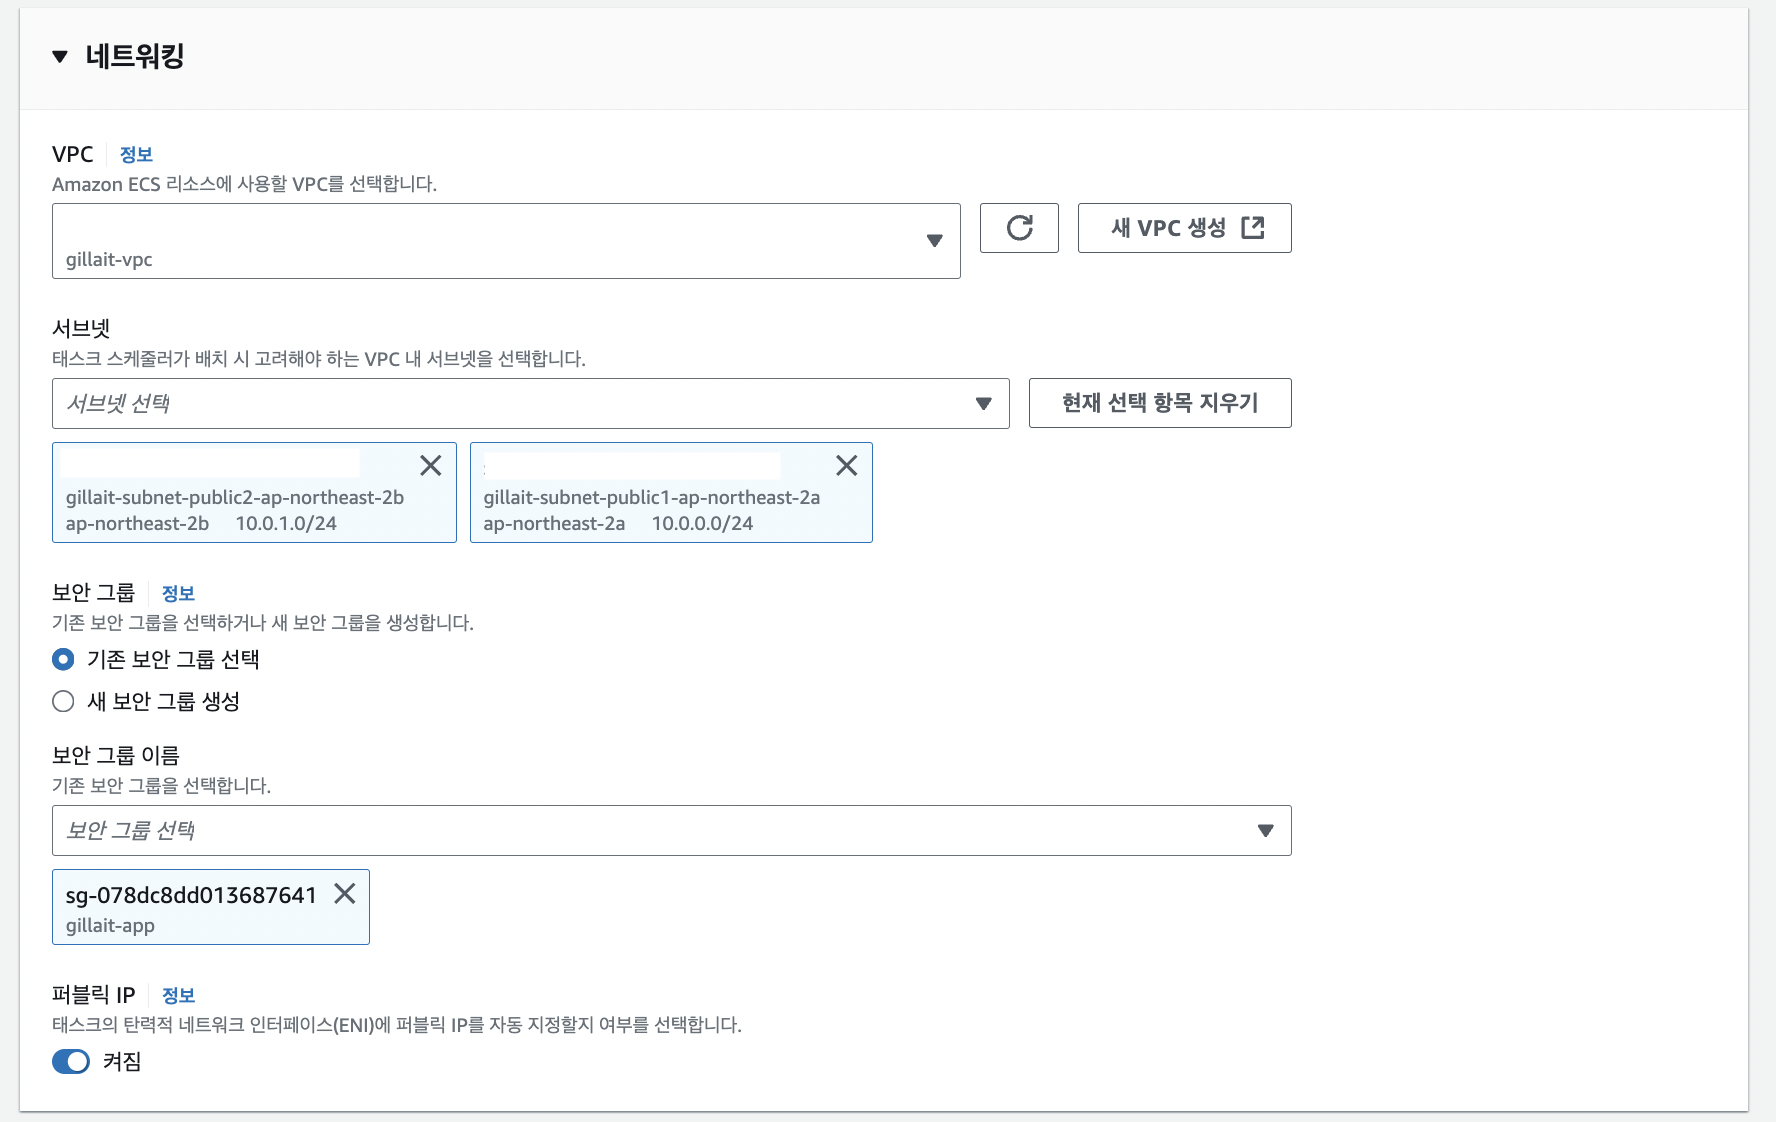 네트워킹
VPC 정보
Amazon ECS 리소스에 사용할 VPC를 선택합니다.
gillait-vpc
새 VPC 생성
서브넷
태스크 스케줄러가 배치 시 고려해야 하는 VPC 내 서브넷을 선택합니다.
서브넷 선택
현재 선택 항목 지우기
gillait-subnet-public2-ap-northeast-2b
ap-northeast-2b 10.0.1.0/24
gillait-subnet-public1-ap-northeast-2a
ap-northeast-2a 10.0.0.0/24
보안 그룹 정보
기존 보안 그룹을 선택하거나 새 보안 그룹을 생성합니다.
기존 보안 그룹 선택
새 보안 그룹 생성
보안 그룹 이름
기존 보안 그룹을 선택합니다.
보안 그룹 선택
sg-078dc8dd013687641
gillait-app
퍼블릭 IP 정보
태스크의 탄력적 네트워크 인터페이스(ENI)에 퍼블릭 IP를 자동 지정할지 여부를 선택합니다.
켜짐